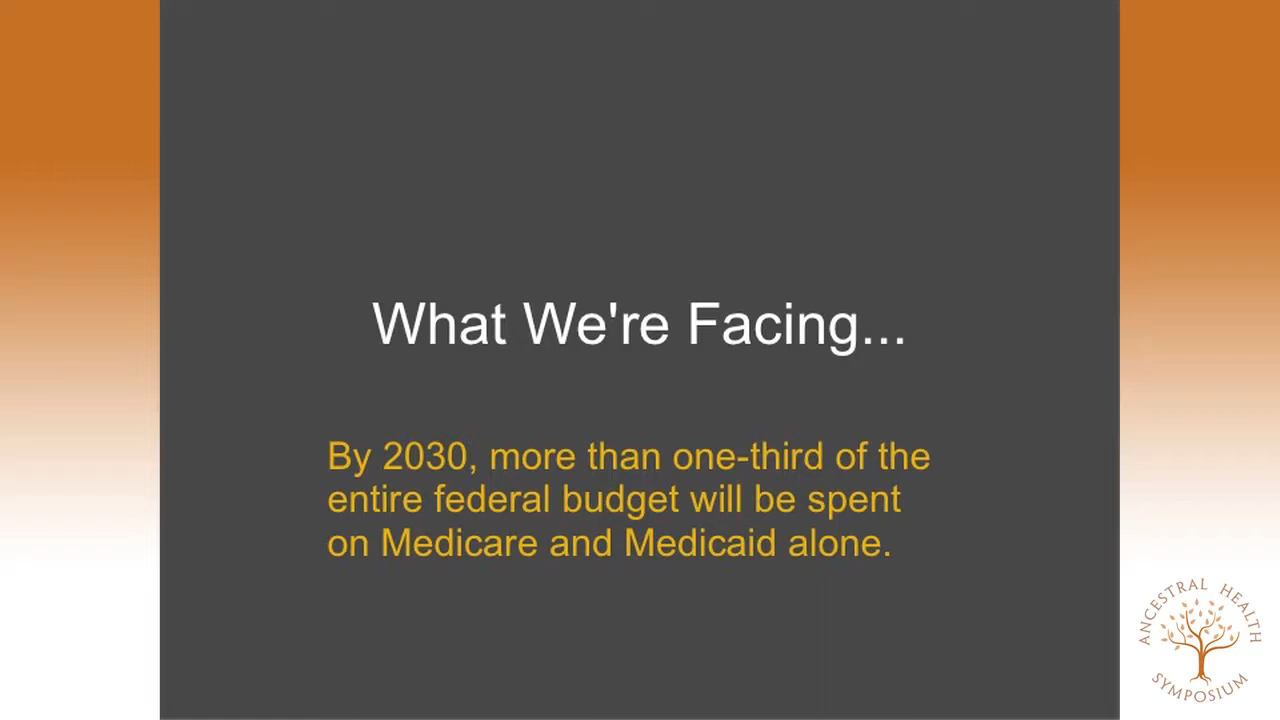 What We're Facing...
By 2030, more than one-third of the
entire federal budget will be spent
on Medicare and Medicaid alone.
ANCESTRAL HEALTH
SYMPOSIUM